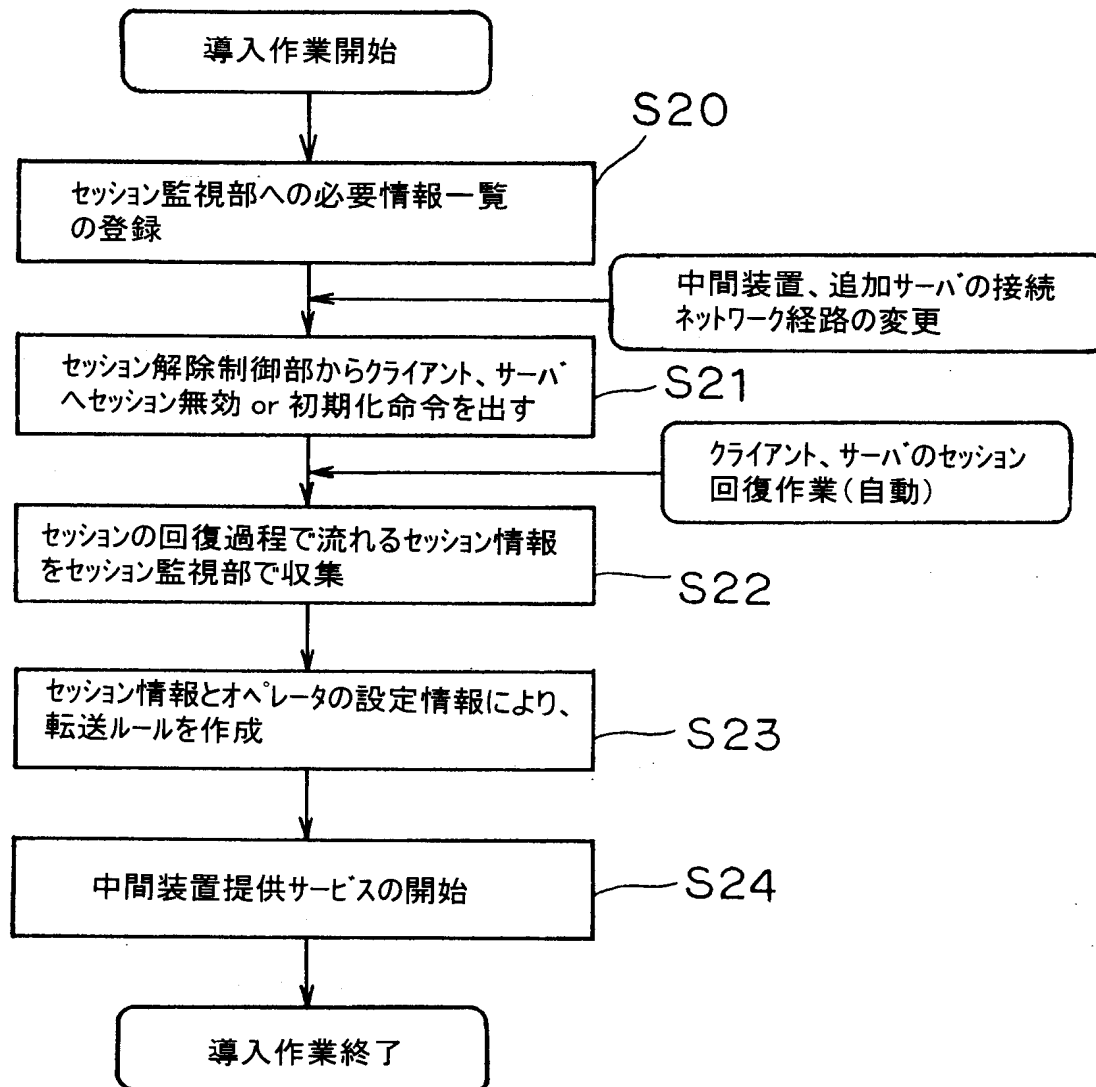 導入作業開始
S20
セッション監視部への必要情報一覧
の登録
中間装置、追加サーバの接続
ネットワーク経路の変更
セッション解除制御部からクライアント、サーバ
へセッション無効 or 初期化命令を出す
S21
クライアント、サーバのセッション
回復作業(自動)
セッションの回復過程で流れるセッション情報
をセッション監視部で収集
S22
セッション情報とオペレータの設定情報により、
転送ルールを作成
S23
中間装置提供サービスの開始
S24
導入作業終了